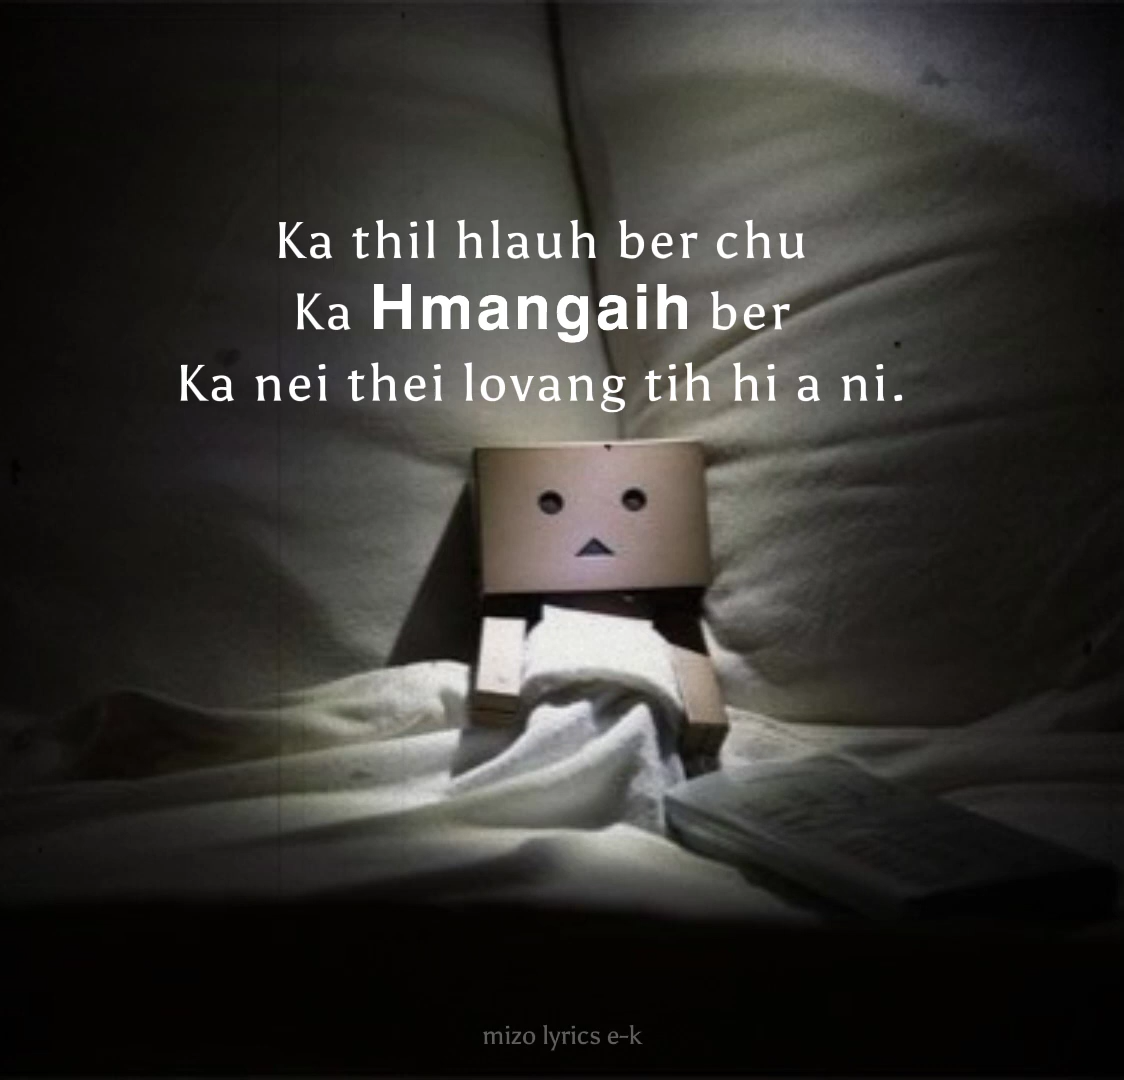 Ka thil hlauh ber chu
Ka Hmangaih ber
Ka nei thei lovang tih hi a ni.
mizo lyrics e-k